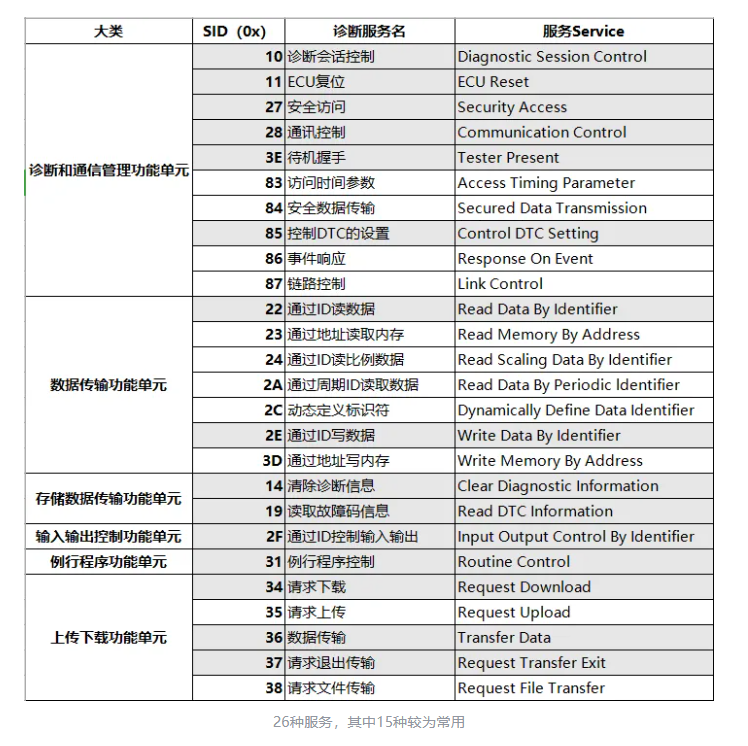 大类 SID（0x） 诊断服务名 服务Service
诊断和通信管理功能单元
10 诊断会话控制 Diagnostic Session Control
11 ECU复位 ECU Reset
27 安全访问 Security Access
28 通讯控制 Communication Control
3E 待机握手 Tester Present
83 访问时间参数 Access Timing Parameter
84 安全数据传输 Secured Data Transmission
85 控制DTC的设置 Control DTC Setting
86 事件响应 Response On Event
87 链路控制 Link Control
数据传输功能单元
22 通过ID读数据 Read Data By Identifier
23 通过地址读取内存 Read Memory By Address
24 通过ID读比例数据 Read Scaling Data By Identifier
2A 通过周期ID读取数据 Read Data By Periodic Identifier
2C 动态定义标识符 Dynamically Define Data Identifier
2E 通过ID写数据 Write Data By Identifier
3D 通过地址写内存 Write Memory By Address
存储数据传输功能单元
14 清除诊断信息 Clear Diagnostic Information
19 读取故障码信息 Read DTC Information
输入输出控制功能单元 2F 通过ID控制输入输出 Input Output Control By Identifier
例行程序功能单元 31 例行程序控制 Routine Control
上传下载功能单元
34 请求下载 Request Download
35 请求上传 Request Upload
36 数据传输 Transfer Data
37 请求退出传输 Request Transfer Exit
38 请求文件传输 Request File Transfer
26种服务，其中15种较为常用